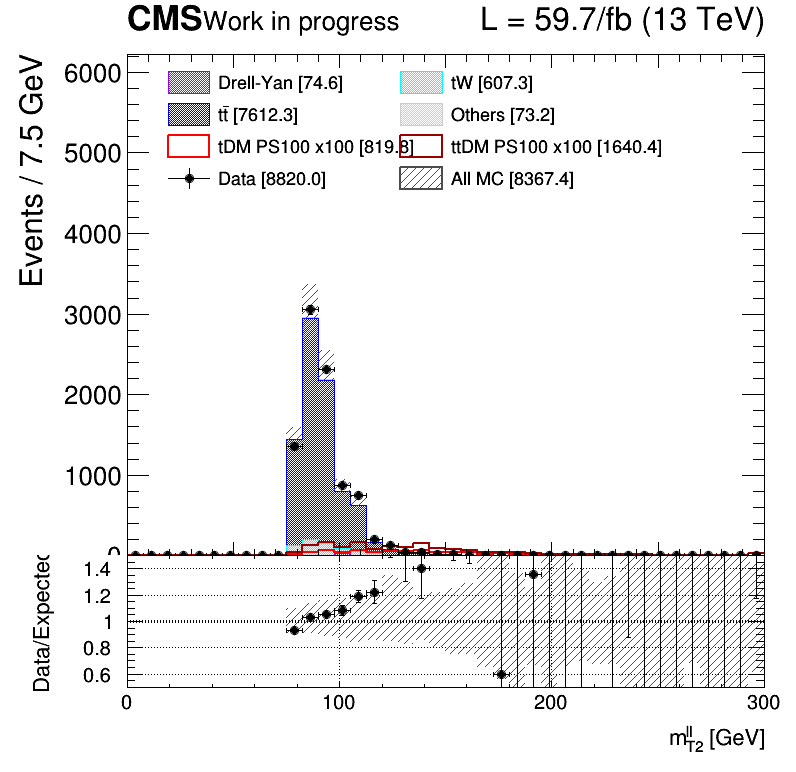 CMS Work in progress L = 59.7/fb (13 TeV)
Events / 7.5 GeV
6000
5000
4000
3000
2000
1000
0
Drell-Yan [74.6] tW [607.3]
tt̄ [7612.3] Others [73.2]
tDM PS100 x100 [819.8] ttDM PS100 x100 [1640.4]
Data [8820.0] All MC [8367.4]
Data/Expected
1.4
1.2
1
0.8
0.6
0 100 200 300
m_{T2}^{ll} [GeV]